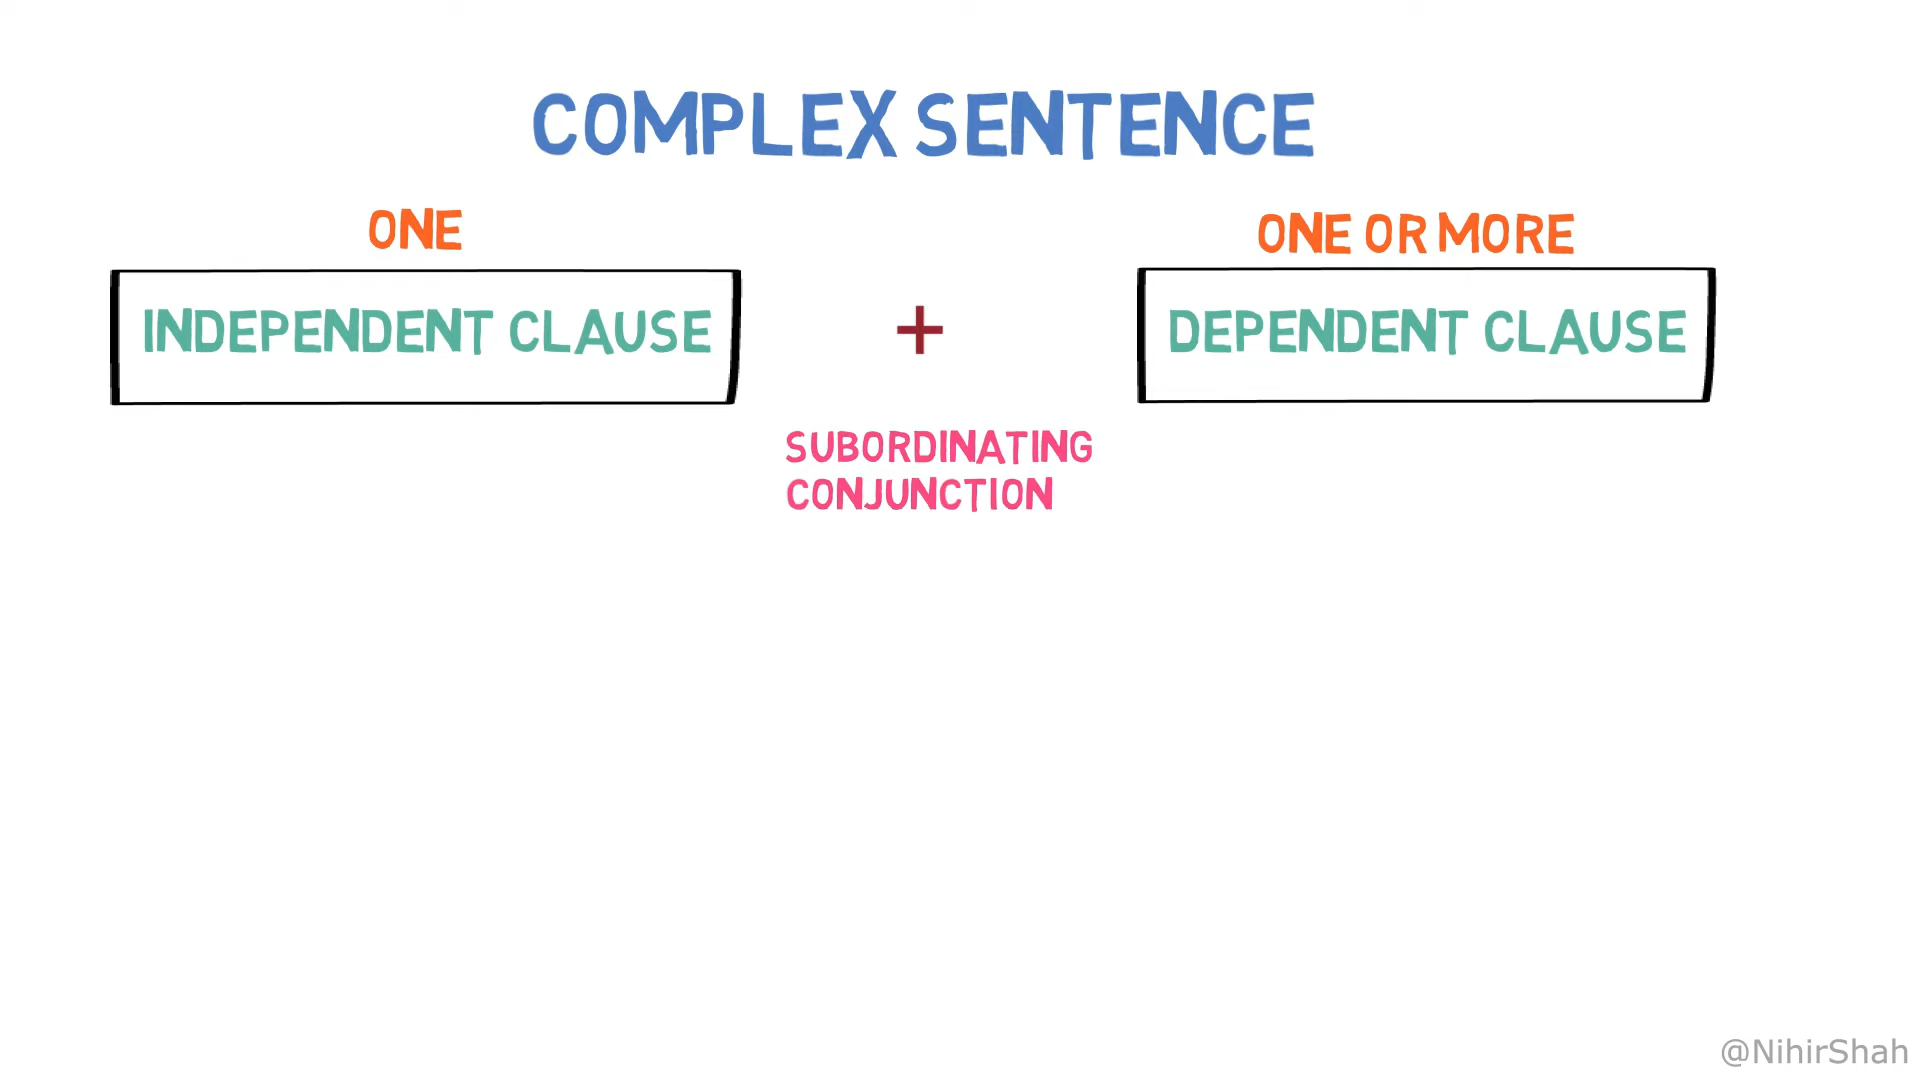 COMPLEX SENTENCE
ONE
ONE OR MORE
INDEPENDENT CLAUSE
+
DEPENDENT CLAUSE
SUBORDINATING
CONJUNCTION
@NihirShah